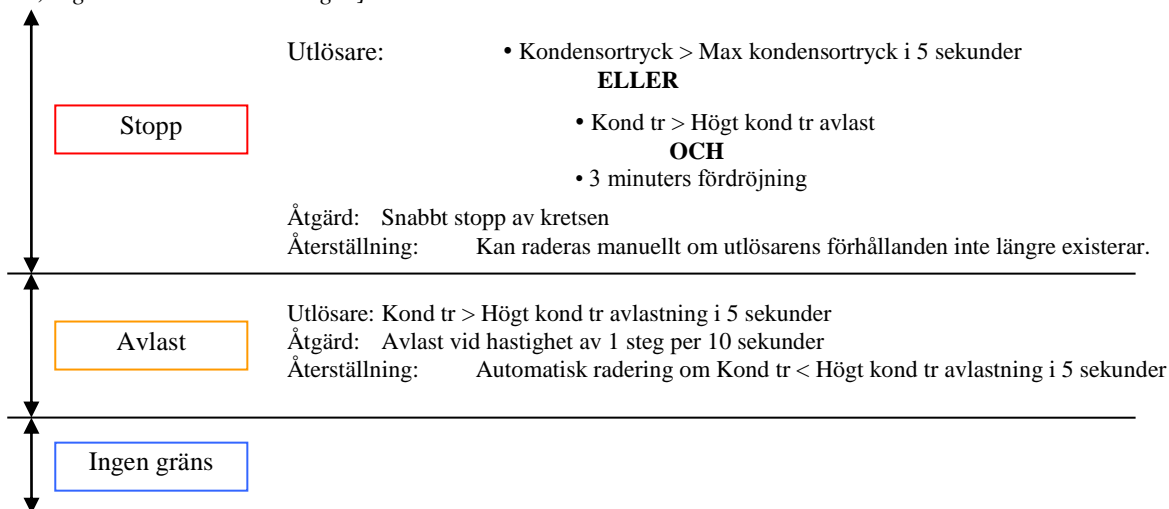 Utlösare: • Kondensortryck > Max kondensortryck i 5 sekunder
ELLER
Stopp
• Kond tr > Högt kond tr avlast
OCH
• 3 minuters fördröjning
Åtgärd: Snabbt stopp av kretsen
Återställning: Kan raderas manuellt om utlösarens förhållanden inte längre existerar.
Utlösare: Kond tr > Högt kond tr avlastning i 5 sekunder
Avlast
Åtgärd: Avlast vid hastighet av 1 steg per 10 sekunder
Återställning: Automatisk radering om Kond tr < Högt kond tr avlastning i 5 sekunder
Ingen gräns